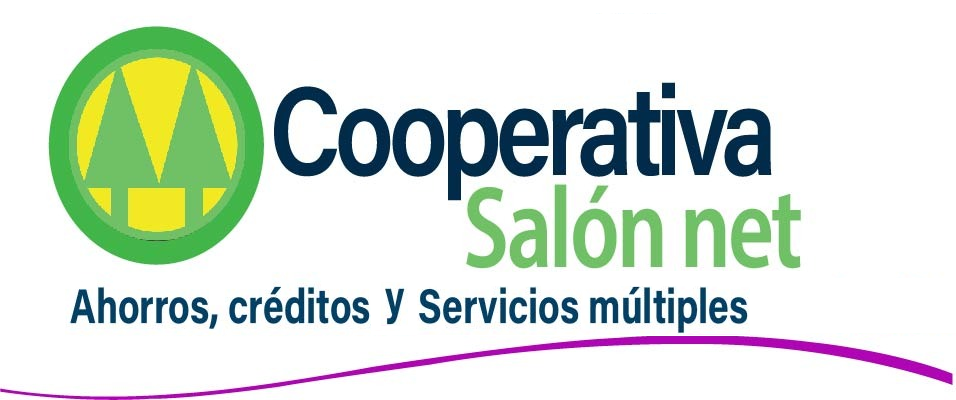 Cooperativa
Salón net
Ahorros, créditos y Servicios múltiples